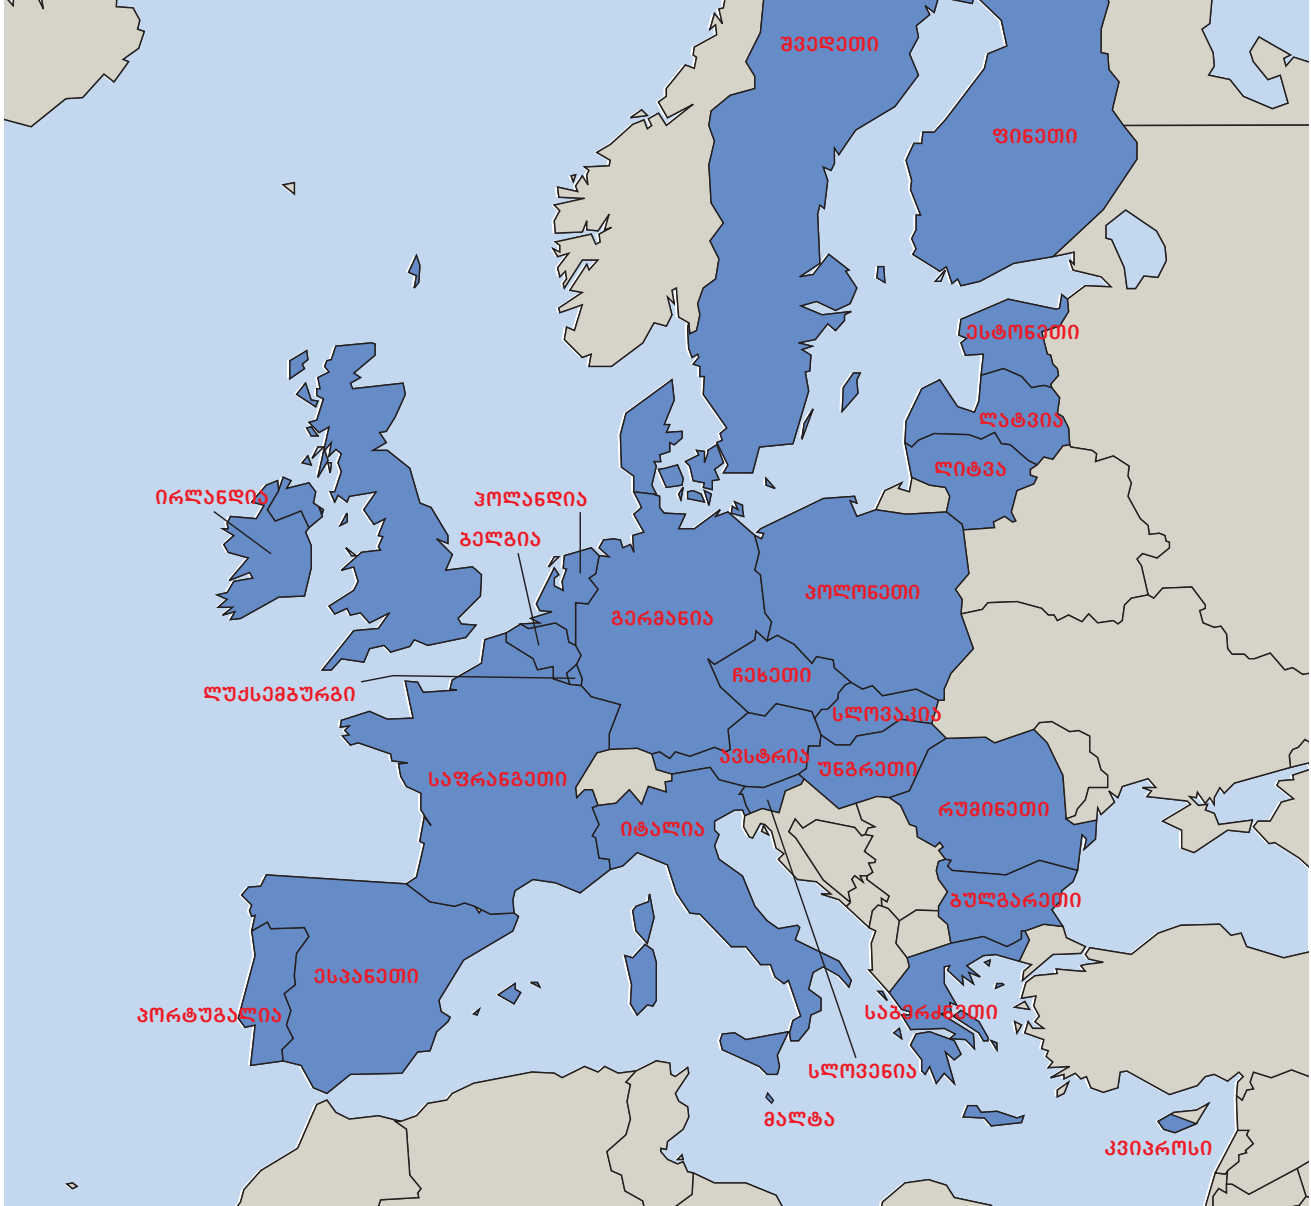 შვედეთი
ფინეთი
ესტონეთი
ლატვია
ლიტვა
ირლანდია
ჰოლანდია
ბელგია
პოლონეთი
გერმანია
ჩეხეთი
ლუქსემბურგი
სლოვაკია
ავსტრია
უნგრეთი
საფრანგეთი
რუმინეთი
იტალია
ბულგარეთი
ესპანეთი
პორტუგალია
საბერძნეთი
სლოვენია
მალტა
კვიპროსი